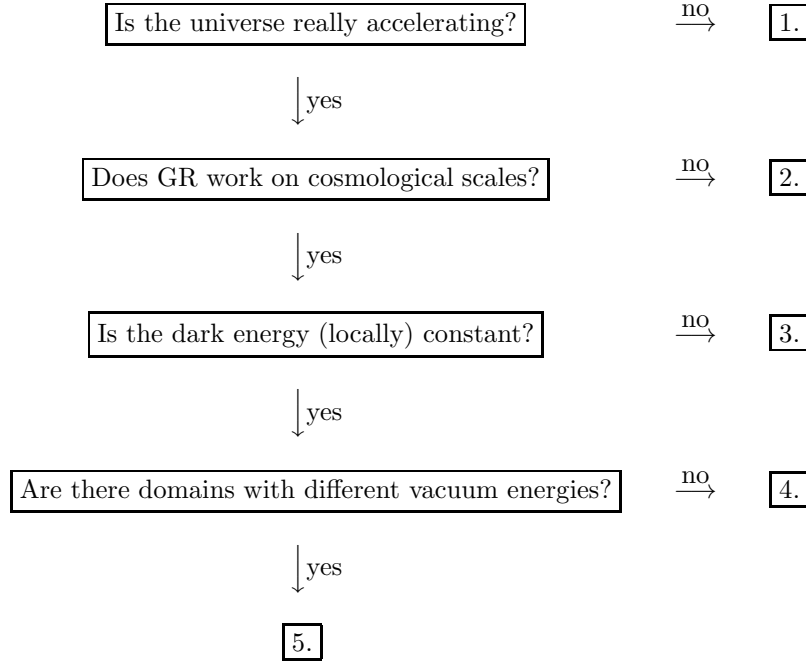 Is the universe really accelerating? no 1.
yes
Does GR work on cosmological scales? no 2.
yes
Is the dark energy (locally) constant? no 3.
yes
Are there domains with different vacuum energies? no 4.
yes
5.